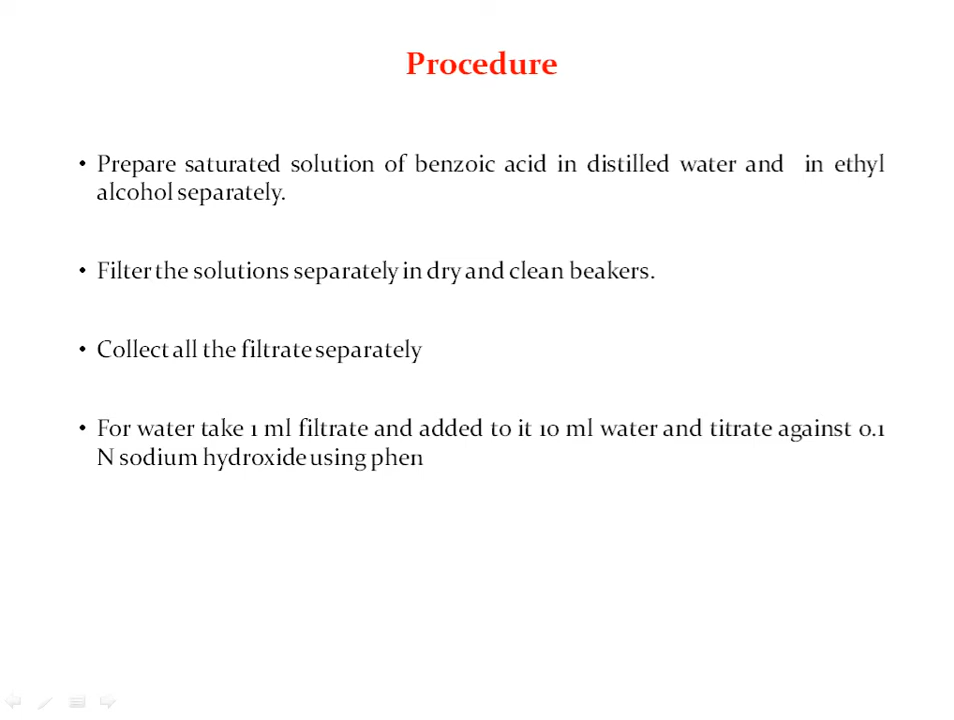 Procedure
• Prepare saturated solution of benzoic acid in distilled water and in ethyl
alcohol separately.
• Filter the solutions separately in dry and clean beakers.
• Collect all the filtrate separately
• For water take 1 ml filtrate and added to it 10 ml water and titrate against 0.1
N sodium hydroxide using phen